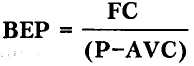 BEP = FC / (P-AVC)